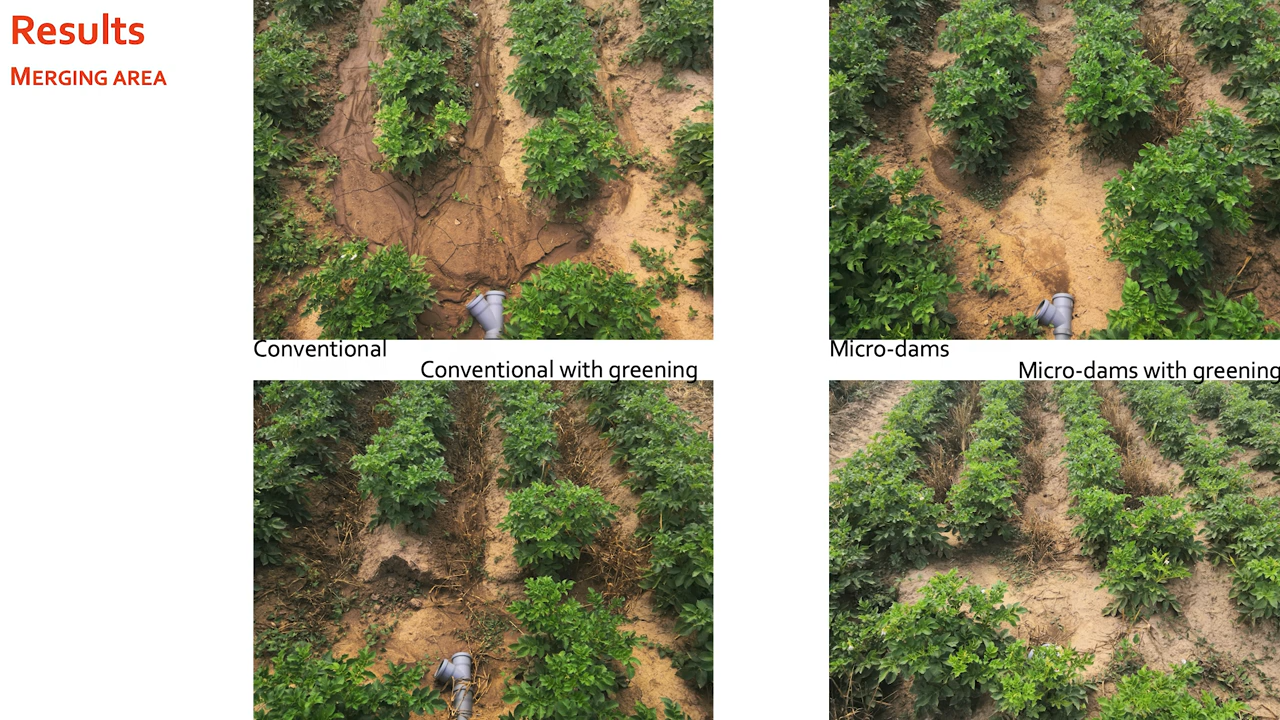 Results
Merging area
Conventional
Micro-dams
Conventional with greening
Micro-dams with greening